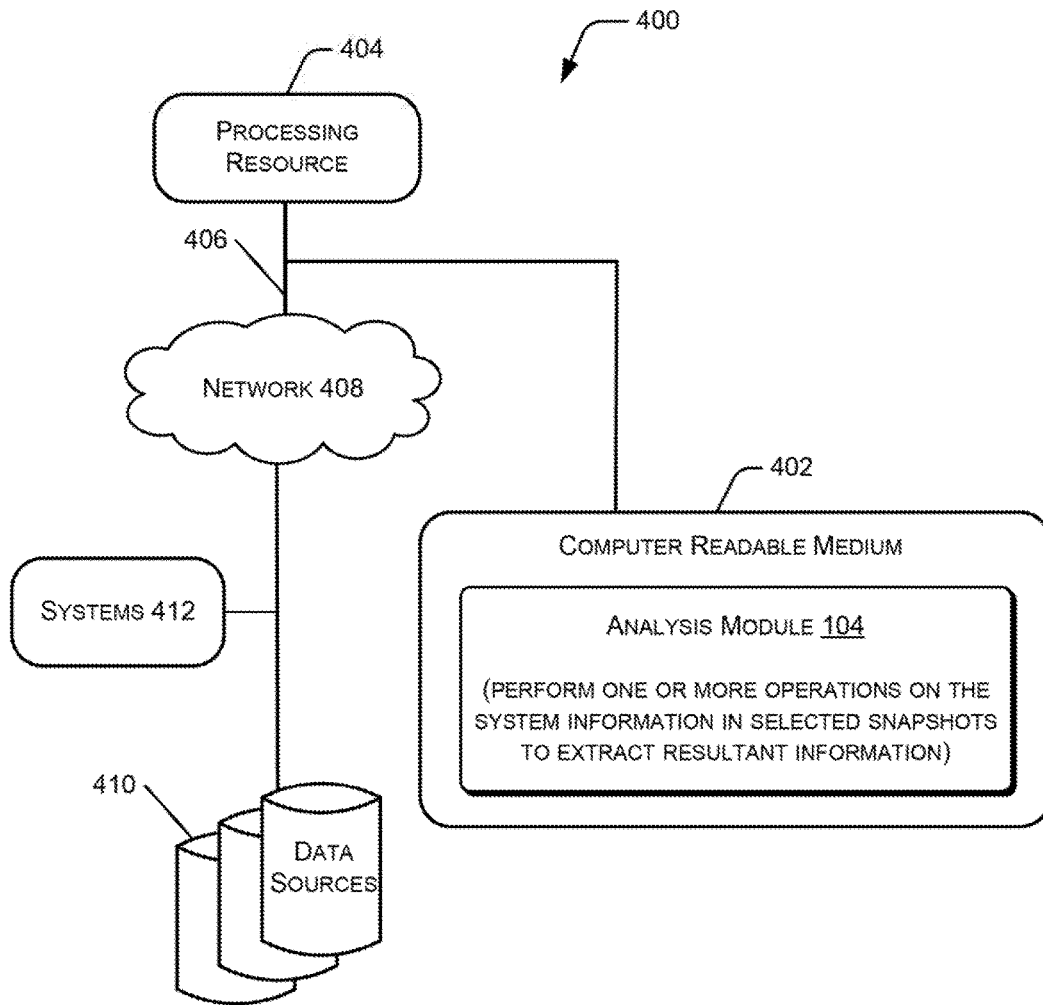 400
404
PROCESSING
RESOURCE
406
NETWORK 408
402
COMPUTER READABLE MEDIUM
SYSTEMS 412
ANALYSIS MODULE 104
(PERFORM ONE OR MORE OPERATIONS ON THE
SYSTEM INFORMATION IN SELECTED SNAPSHOTS
TO EXTRACT RESULTANT INFORMATION)
410
DATA
SOURCES